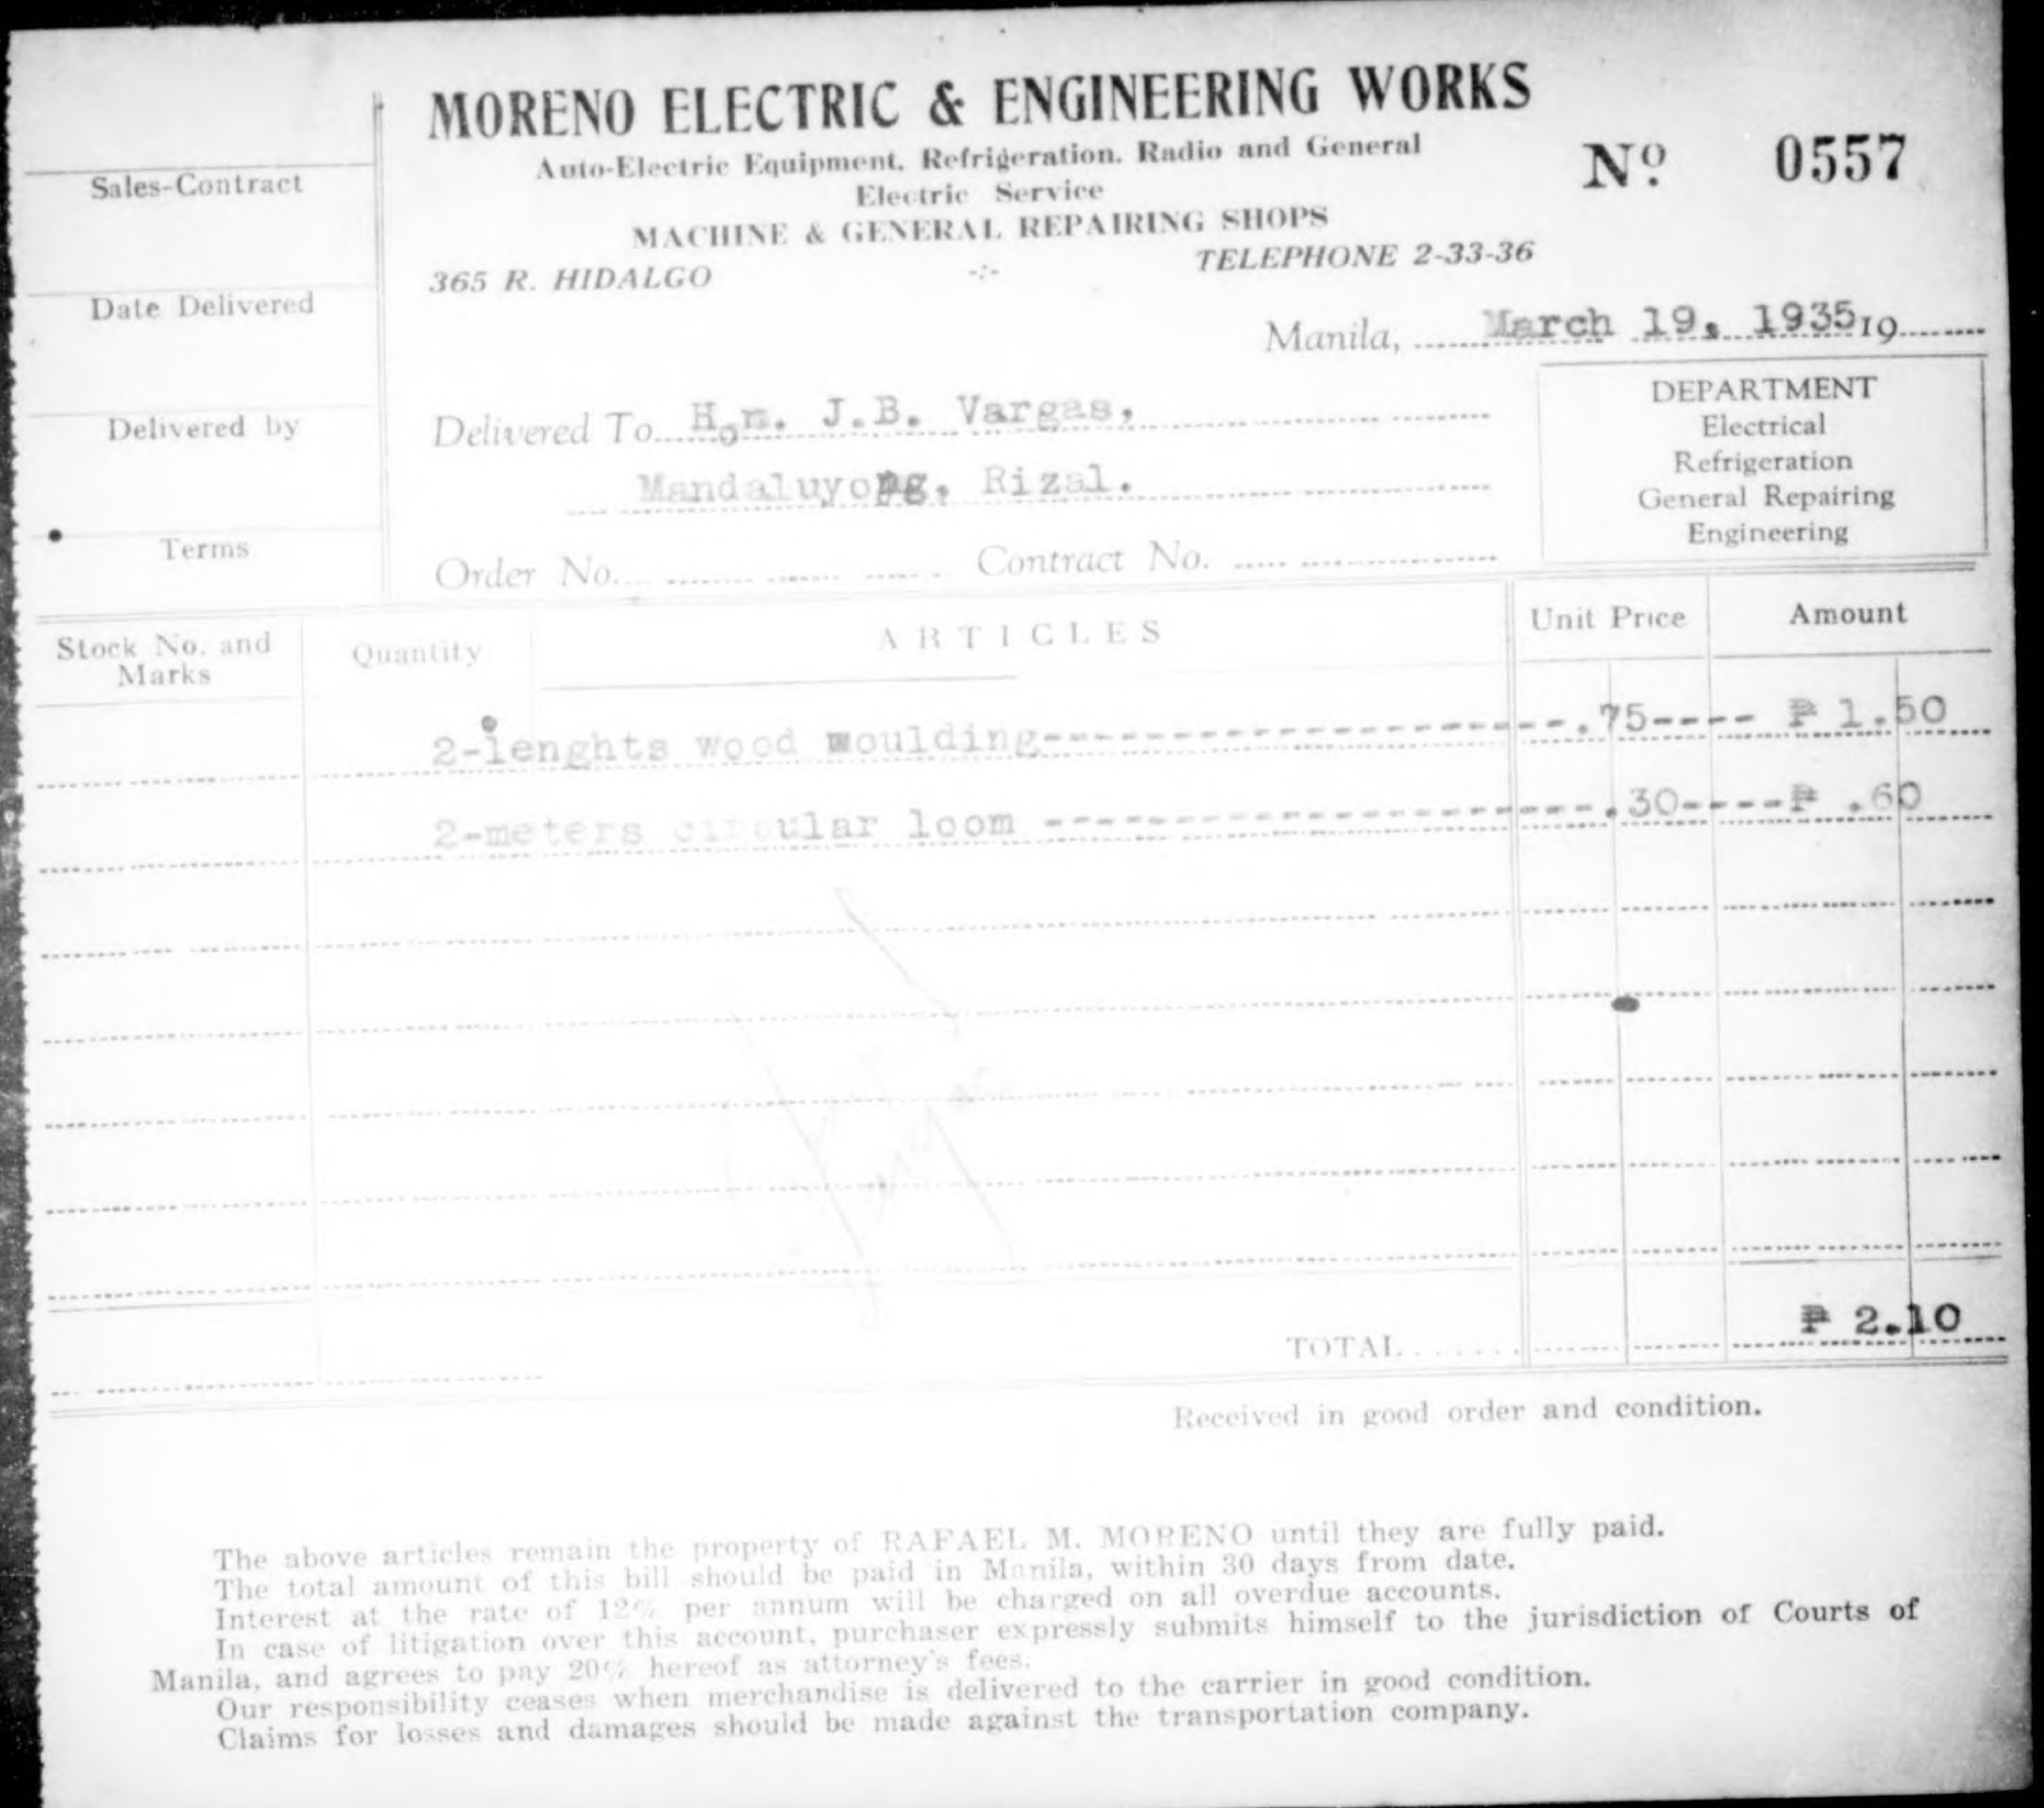 MORENO ELECTRIC & ENGINEERING WORKS
Auto-Electric Equipment, Refrigeration, Radio and General
Electric Service
MACHINE & GENERAL REPAIRING SHOPS
365 R. HIDALGO -:- TELEPHONE 2-33-36
Nº 0557
Sales-Contract
Date Delivered
Delivered by
Terms
Manila, March 19, 1935 19
Delivered To Hon. J.B. Vargas,
Mandaluyong, Rizal.
Order No. Contract No.
DEPARTMENT
Electrical
Refrigeration
General Repairing
Engineering
Stock No. and Marks Quantity ARTICLES Unit Price Amount
2-lenghts wood moulding .75 ₱ 1.50
2-meters circular loom .30 ₱ .60
TOTAL ₱ 2.10
Received in good order and condition.
The above articles remain the property of RAFAEL M. MORENO until they are fully paid.
The total amount of this bill should be paid in Manila, within 30 days from date.
Interest at the rate of 12% per annum will be charged on all overdue accounts.
In case of litigation over this account, purchaser expressly submits himself to the jurisdiction of Courts of
Manila, and agrees to pay 20% hereof as attorney's fees.
Our responsibility ceases when merchandise is delivered to the carrier in good condition.
Claims for losses and damages should be made against the transportation company.